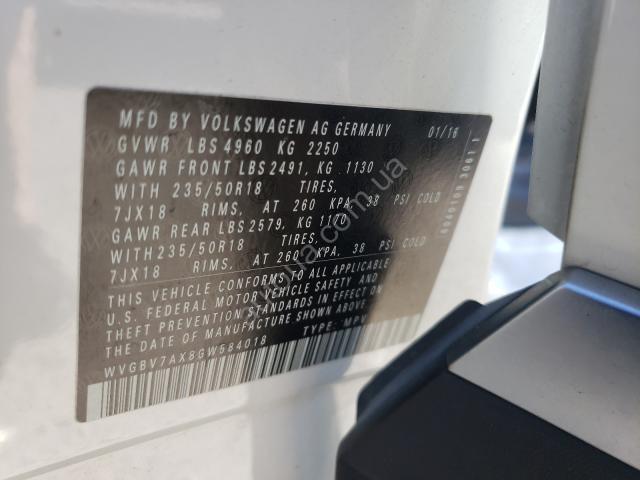 MFD BY VOLKSWAGEN AG GERMANY 01/16
GVWR LBS 4960 KG 2250
GAWR FRONT LBS 2491, KG 1130
WITH 235/50R18 TIRES,
7JX18 RIMS, AT 260 KPA, 38 PSI COLD
GAWR REAR LBS 2579, KG 1170
WITH 235/50R18 TIRES,
7JX18 RIMS, AT 260 KPA, 38 PSI COLD
THIS VEHICLE CONFORMS TO ALL APPLICABLE
U.S. FEDERAL MOTOR VEHICLE SAFETY AND
THEFT PREVENTION STANDARDS IN EFFECT ON
THE DATE OF MANUFACTURE SHOWN ABOVE
WVGBV7AX8GW584018 TYPE: MPV